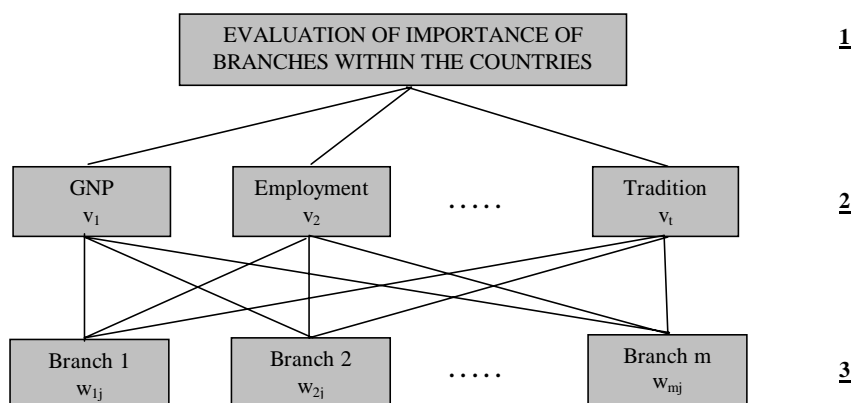 EVALUATION OF IMPORTANCE OF
BRANCHES WITHIN THE COUNTRIES
1
GNP
v1
Employment
v2
.....
Tradition
vt
2
Branch 1
w1j
Branch 2
w2j
.....
Branch m
wmj
3